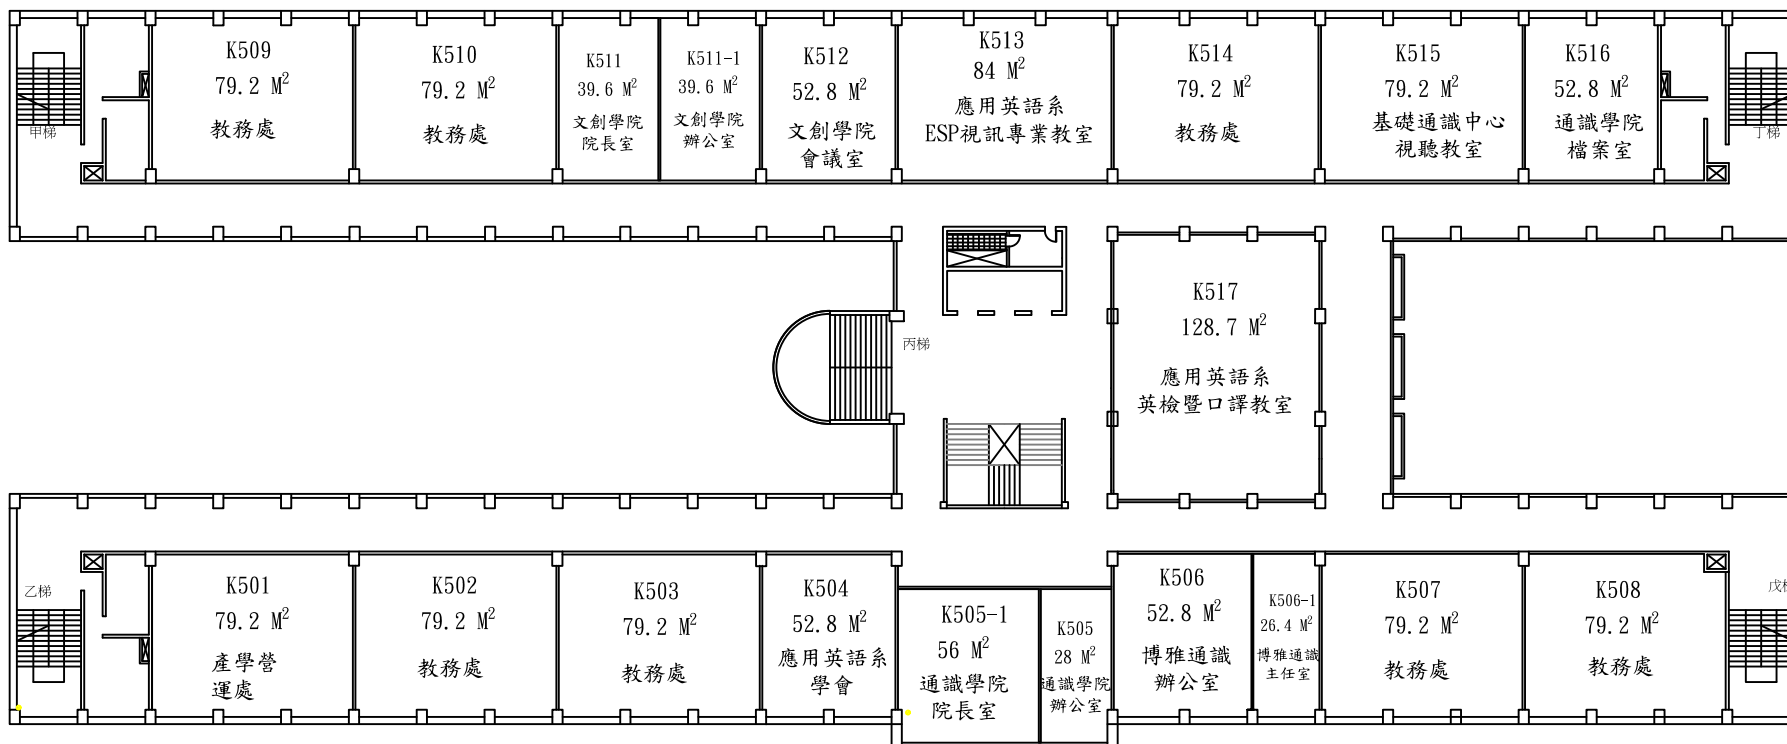 K509
79.2 M²
教務處
K510
79.2 M²
教務處
K511
39.6 M²
文創學院
院長室
K511-1
39.6 M²
文創學院
辦公室
K512
52.8 M²
文創學院
會議室
K513
84 M²
應用英語系
ESP視訊專業教室
K514
79.2 M²
教務處
K515
79.2 M²
基礎通識中心
視聽教室
K516
52.8 M²
通識學院
檔案室
甲梯
丁梯
丙梯
K517
128.7 M²
應用英語系
英檢暨口譯教室
乙梯
戊梯
K501
79.2 M²
產學營
運處
K502
79.2 M²
教務處
K503
79.2 M²
教務處
K504
52.8 M²
應用英語系
學會
K505-1
56 M²
通識學院
院長室
K505
28 M²
通識學院
辦公室
K506
52.8 M²
博雅通識
辦公室
K506-1
26.4 M²
博雅通識
主任室
K507
79.2 M²
教務處
K508
79.2 M²
教務處